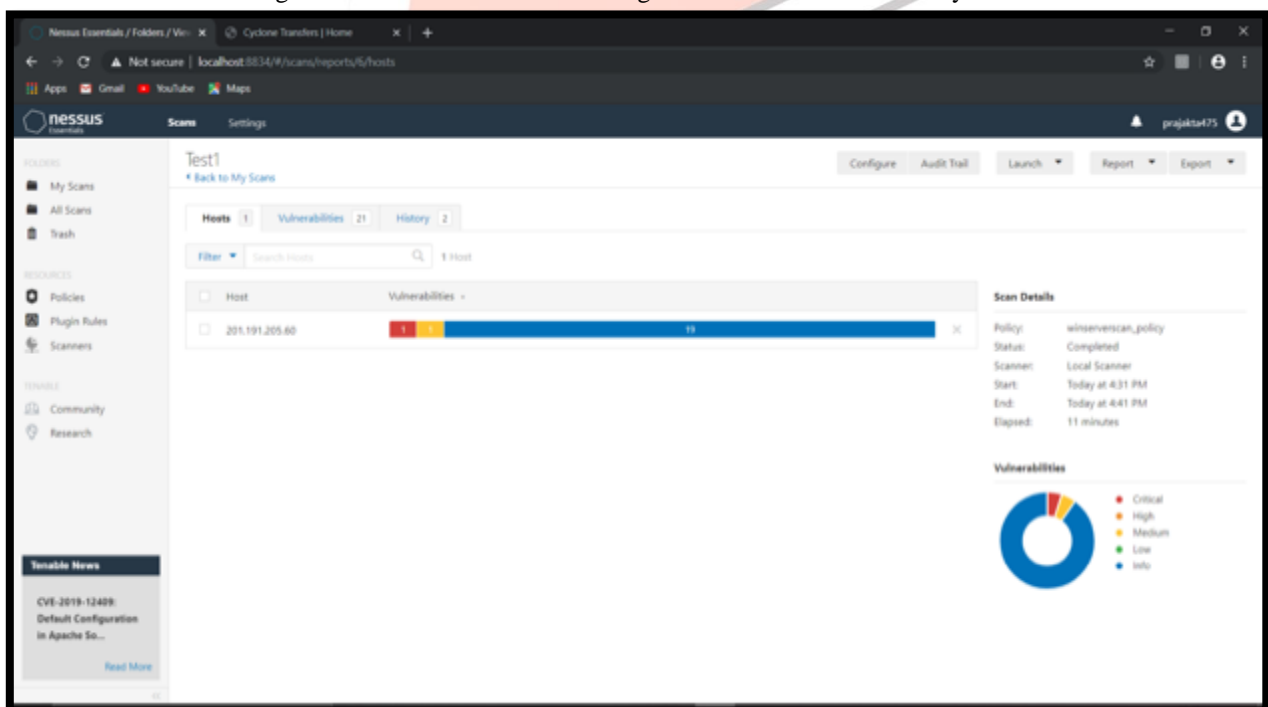 Nessus Essentials / Folders / View
Cyclone Transfers | Home
Not secure | localhost:8834/#/scans/reports/6/hosts
Apps Gmail YouTube Maps
nessus
Essentials
Scans Settings
prajakta475
FOLDERS
My Scans
All Scans
Trash
RESOURCES
Policies
Plugin Rules
Scanners
TENABLE
Community
Research
Tenable News
CVE-2019-12409:
Default Configuration
in Apache So...
Read More
Test1
Back to My Scans
Configure Audit Trail Launch Report Export
Hosts 1 Vulnerabilities 21 History 2
Filter Search Hosts 1 Host
Host Vulnerabilities
201.191.205.60 1 1 19
Scan Details
Policy: winserverscan_policy
Status: Completed
Scanner: Local Scanner
Start: Today at 4:31 PM
End: Today at 4:41 PM
Elapsed: 11 minutes
Vulnerabilities
Critical
High
Medium
Low
Info